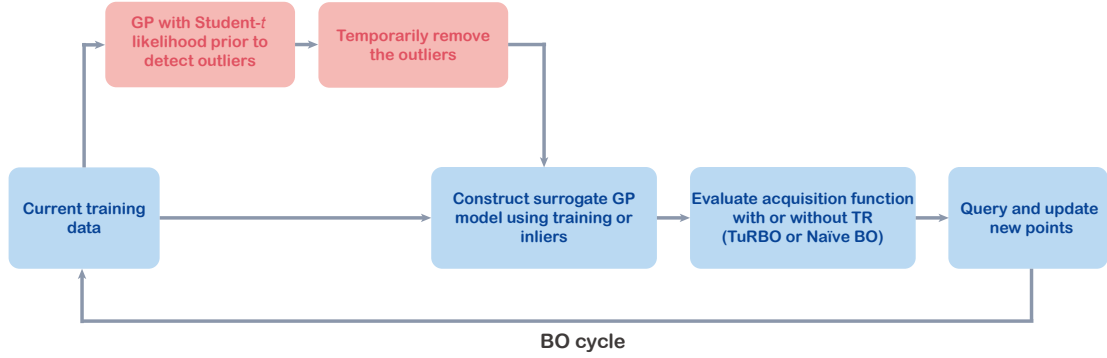 GP with Student-t
likelihood prior to
detect outliers
Temporarily remove
the outliers
Current training
data
Construct surrogate GP
model using training or
inliers
Evaluate acquisition function
with or without TR
(TuRBO or Naïve BO)
Query and update
new points
BO cycle